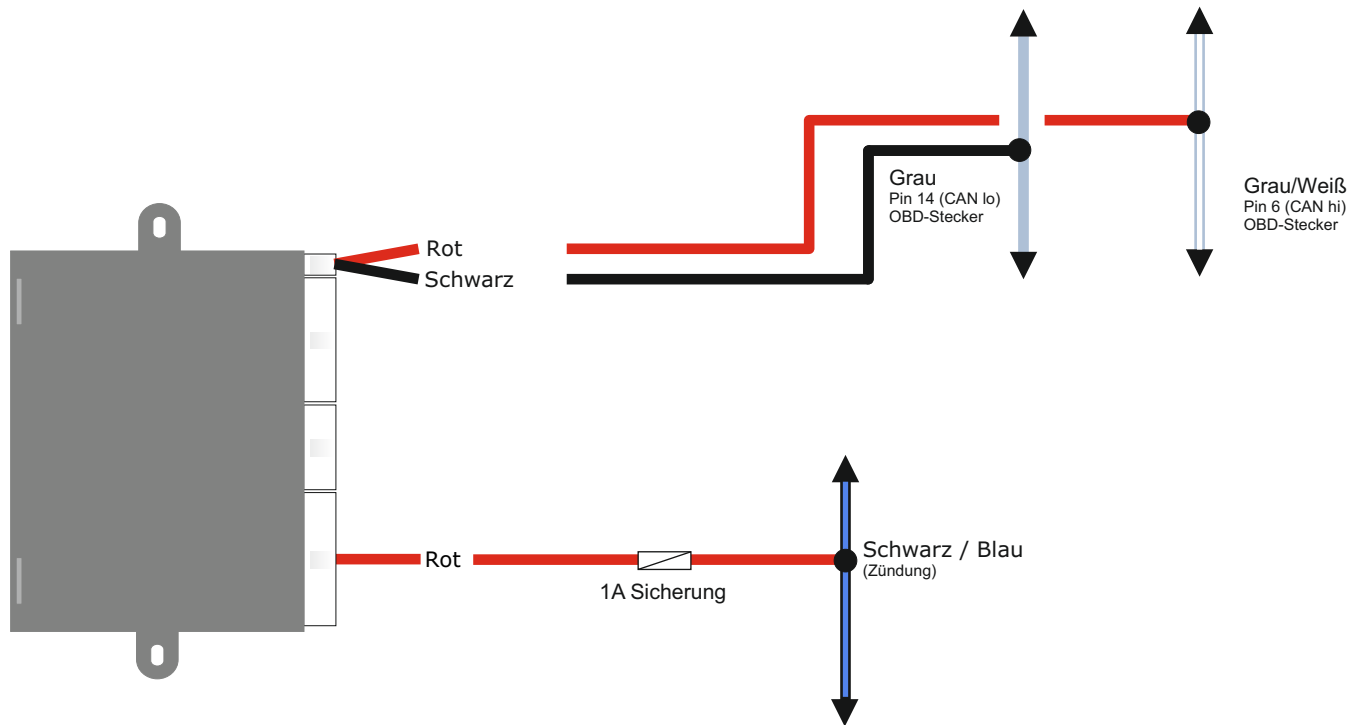 Rot
Schwarz
Grau
Pin 14 (CAN lo)
OBD-Stecker
Grau/Weiß
Pin 6 (CAN hi)
OBD-Stecker
Rot
1A Sicherung
Schwarz / Blau
(Zündung)